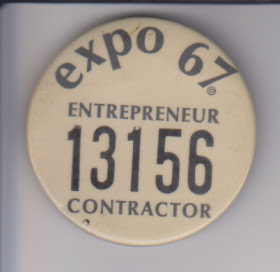 expo 67®
ENTREPRENEUR
13156
CONTRACTOR